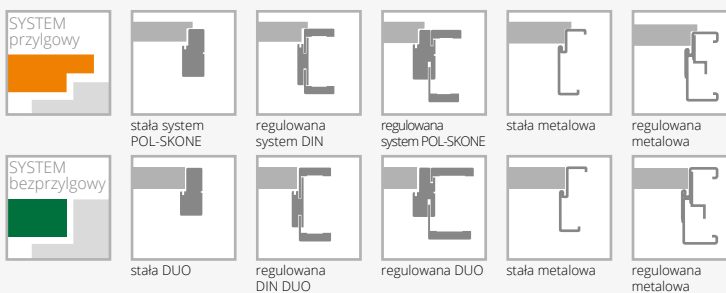 SYSTEM
przylgowy
stała system
POL-SKONE
regulowana
system DIN
regulowana
system POL-SKONE
stała metalowa
regulowana
metalowa
SYSTEM
bezprzylgowy
stała DUO
regulowana
DIN DUO
regulowana DUO
stała metalowa
regulowana
metalowa